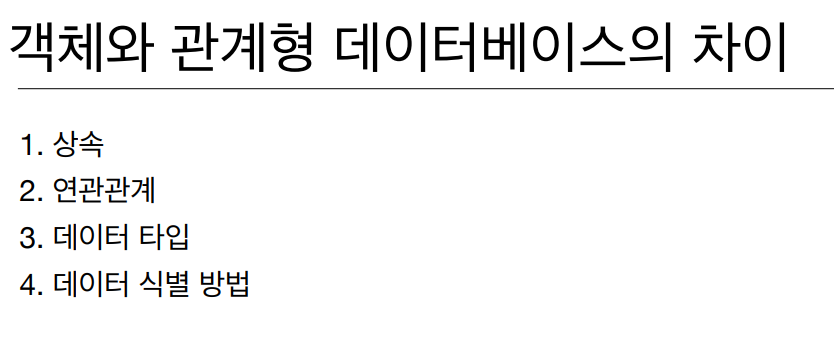 객체와 관계형 데이터베이스의 차이
1. 상속
2. 연관관계
3. 데이터 타입
4. 데이터 식별 방법